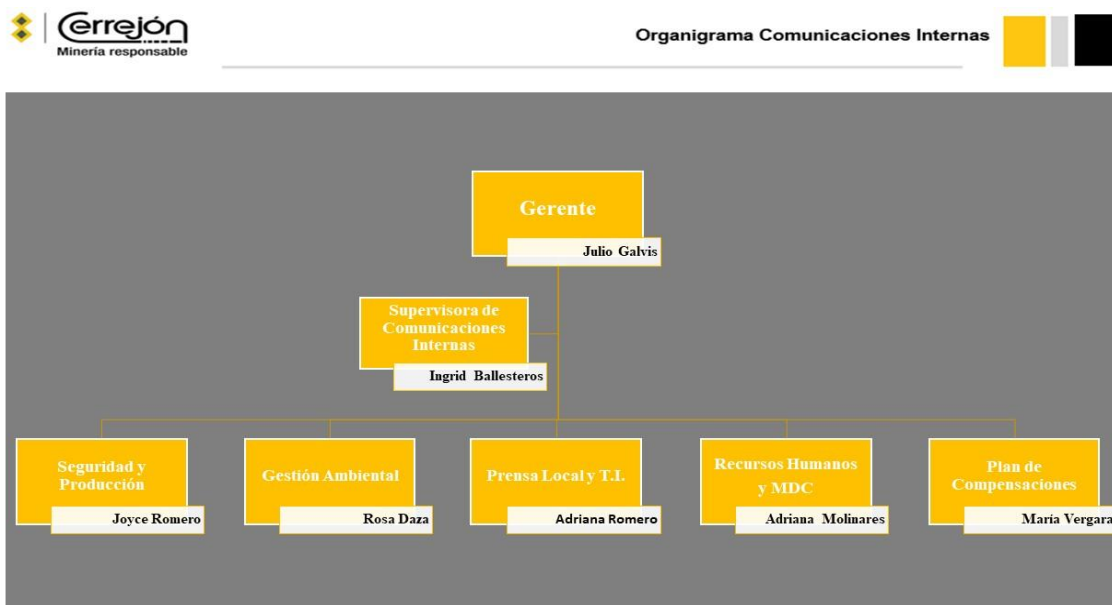 Cerrejón
Minería responsable
Organigrama Comunicaciones Internas
Gerente
Julio Galvis
Supervisora de
Comunicaciones
Internas
Ingrid Ballesteros
Seguridad y
Producción
Joyce Romero
Gestión Ambiental
Rosa Daza
Prensa Local y T.I.
Adriana Romero
Recursos Humanos
y MDC
Adriana Molinares
Plan de
Compensaciones
María Vergara